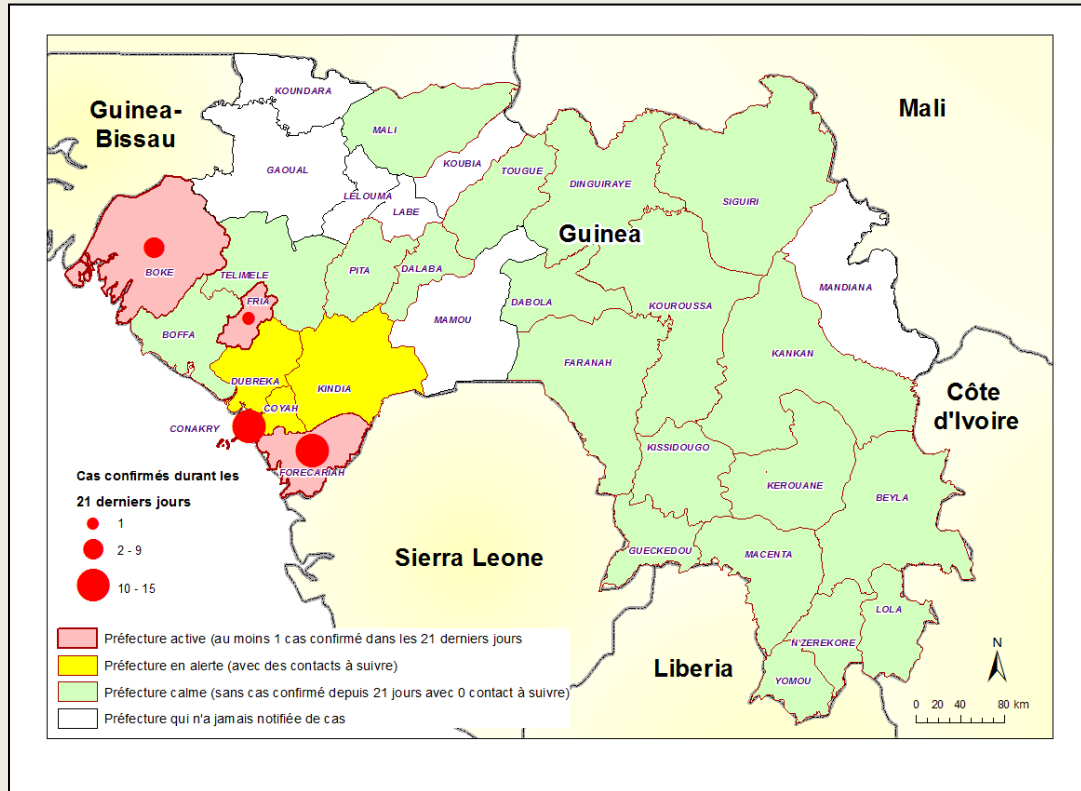 KOUNDARA
Guinea-
Bissau
Mali
MALI
KOUBIA
GAOUAL
TOUGUE
DINGUIRAYE
LELOUMA
SIGUIRI
LABE
Guinea
BOKE
TELIMELE
PITA
DALABA
MANDIANA
FRIA
DABOLA
KOUROUSSA
MAMOU
BOFFA
KANKAN
FARANAH
DUBREKA
KINDIA
COYAH
Côte
d'Ivoire
CONAKRY
KISSIDOUGO
FORECARIAH
KEROUANE
BEYLA
Cas confirmés durant les
21 derniers jours
1
2 - 9
10 - 15
Sierra Leone
GUECKEDOU
MACENTA
LOLA
N'ZEREKORE
Liberia
YOMOU
Préfecture active (au moins 1 cas confirmé dans les 21 derniers jours
Préfecture en alerte (avec des contacts à suivre)
Préfecture calme (sans cas confirmé depuis 21 jours avec 0 contact à suivre)
Préfecture qui n'a jamais notifiée de cas
N
0 20 40 80 km